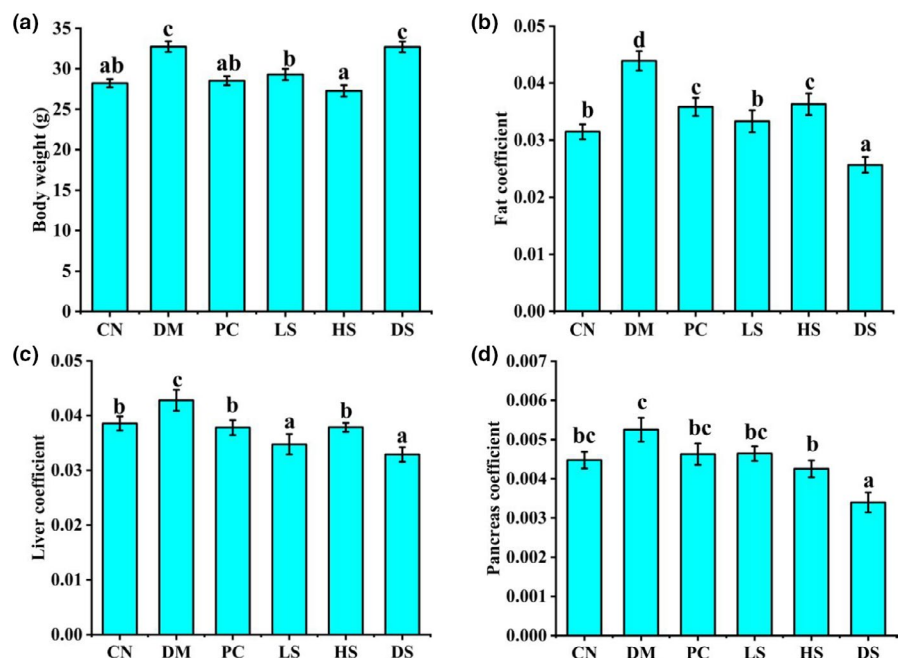 (a)
Body weight (g)
35
30
25
20
15
10
5
0
ab
c
ab
b
a
c
CN DM PC LS HS DS
(b)
Fat coefficient
0.05
0.04
0.03
0.02
0.01
0.00
b
d
c
b
c
a
CN DM PC LS HS DS
(c)
Liver coefficient
0.05
0.04
0.03
0.02
0.01
0.00
b
c
b
a
b
a
CN DM PC LS HS DS
(d)
Pancreas coefficient
0.007
0.006
0.005
0.004
0.003
0.002
0.001
0.000
bc
c
bc
bc
b
a
CN DM PC LS HS DS